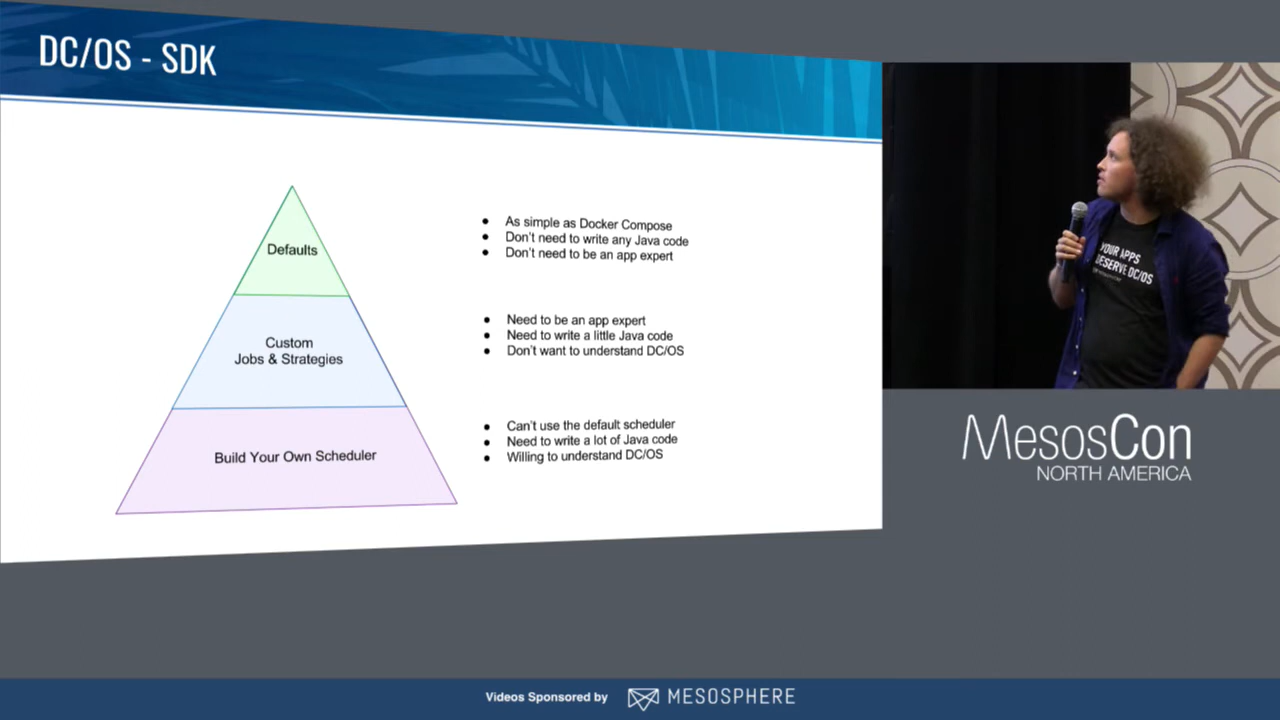 DC/OS - SDK
Defaults
As simple as Docker Compose
Don't need to write any Java code
Don't need to be an app expert
Custom
Jobs & Strategies
Need to be an app expert
Need to write a little Java code
Don't want to understand DC/OS
Build Your Own Scheduler
Can't use the default scheduler
Need to write a lot of Java code
Willing to understand DC/OS
YOUR APPS
DESERVE DC/OS
MesosCon
NORTH AMERICA
Videos Sponsored by
MESOSPHERE